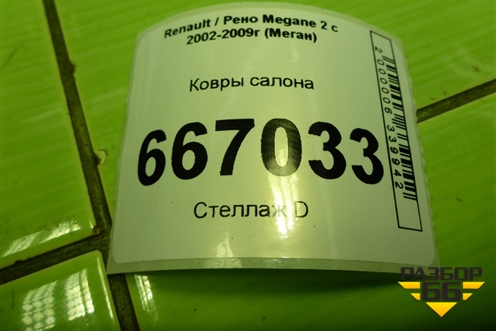 Renault / Рено Megane 2 с
2002-2009г (Меган)
Ковры салона
667033
Стеллаж D
2000006339942
РАЗБОР
66